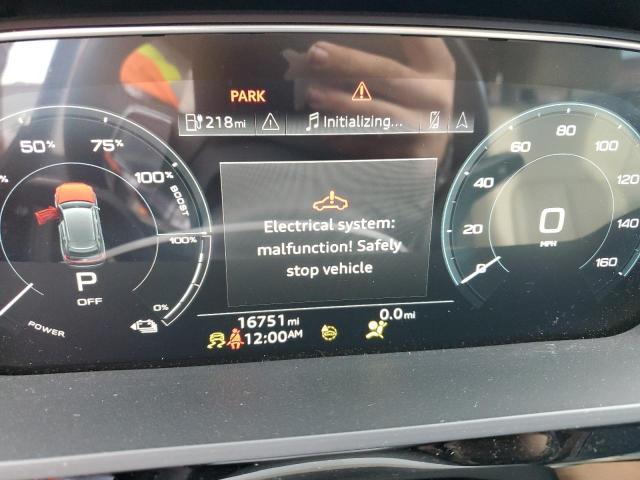 PARK
218mi
Initializing...
50%
75%
100%
BOOST
100%
0%
P
OFF
POWER
Electrical system:
malfunction! Safely
stop vehicle
16751mi
0.0mi
12:00AM
0
20
40
60
80
100
120
140
160
0
MPH